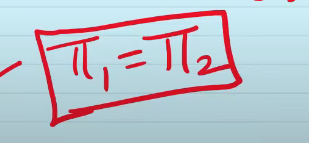 π₁ = π₂